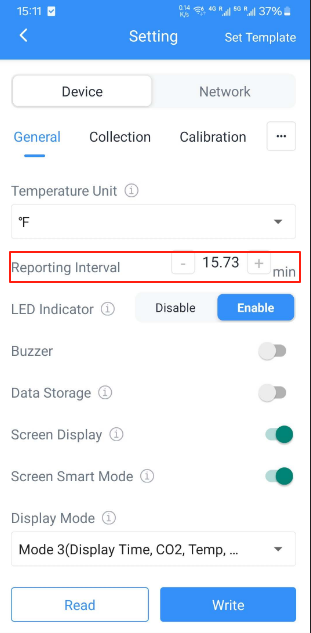 15:11 0.14 K/s 4G R 5G R 37%
Setting Set Template
Device Network
General Collection Calibration ...
Temperature Unit
℉
Reporting Interval - 15.73 + min
LED Indicator Disable Enable
Buzzer
Data Storage
Screen Display
Screen Smart Mode
Display Mode
Mode 3(Display Time, CO2, Temp, ...
Read Write